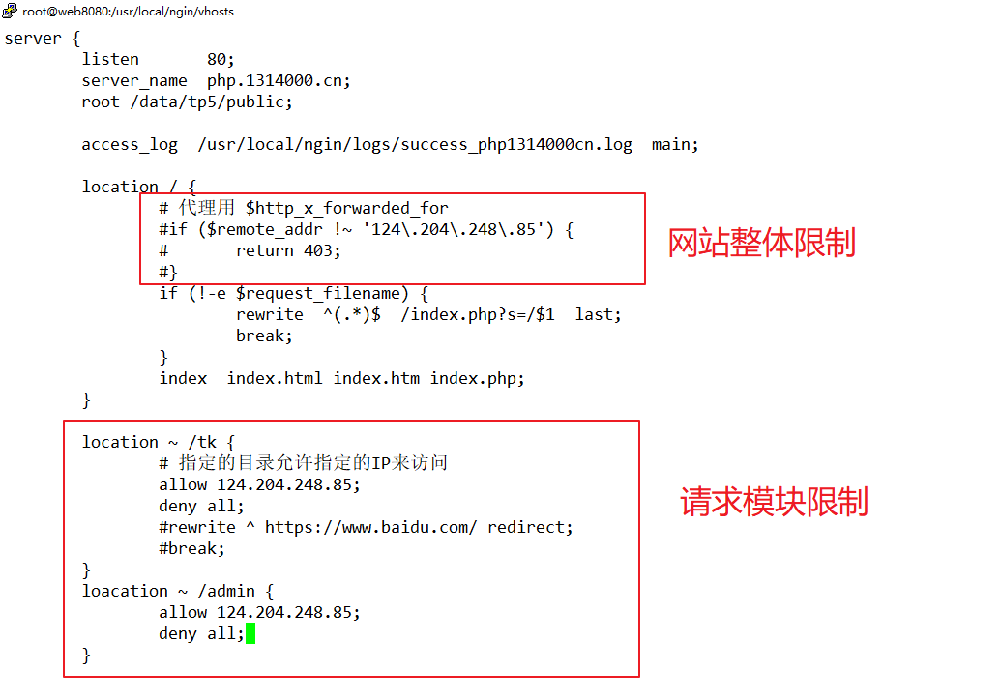 root@web8080:/usr/local/ngin/vhosts
server {
listen 80;
server_name php.1314000.cn;
root /data/tp5/public;
access_log /usr/local/ngin/logs/success_php1314000cn.log main;
location / {
# 代理用 $http_x_forwarded_for
#if ($remote_addr !~ '124\.204\.248\.85') {
# return 403;
#}
网站整体限制
if (!-e $request_filename) {
rewrite ^(.*)$ /index.php?s=/$1 last;
break;
}
index index.html index.htm index.php;
}
location ~ /tk {
# 指定的目录允许指定的IP来访问
allow 124.204.248.85;
deny all;
#rewrite ^ https://www.baidu.com/ redirect;
#break;
}
请求模块限制
loacation ~ /admin {
allow 124.204.248.85;
deny all;
}